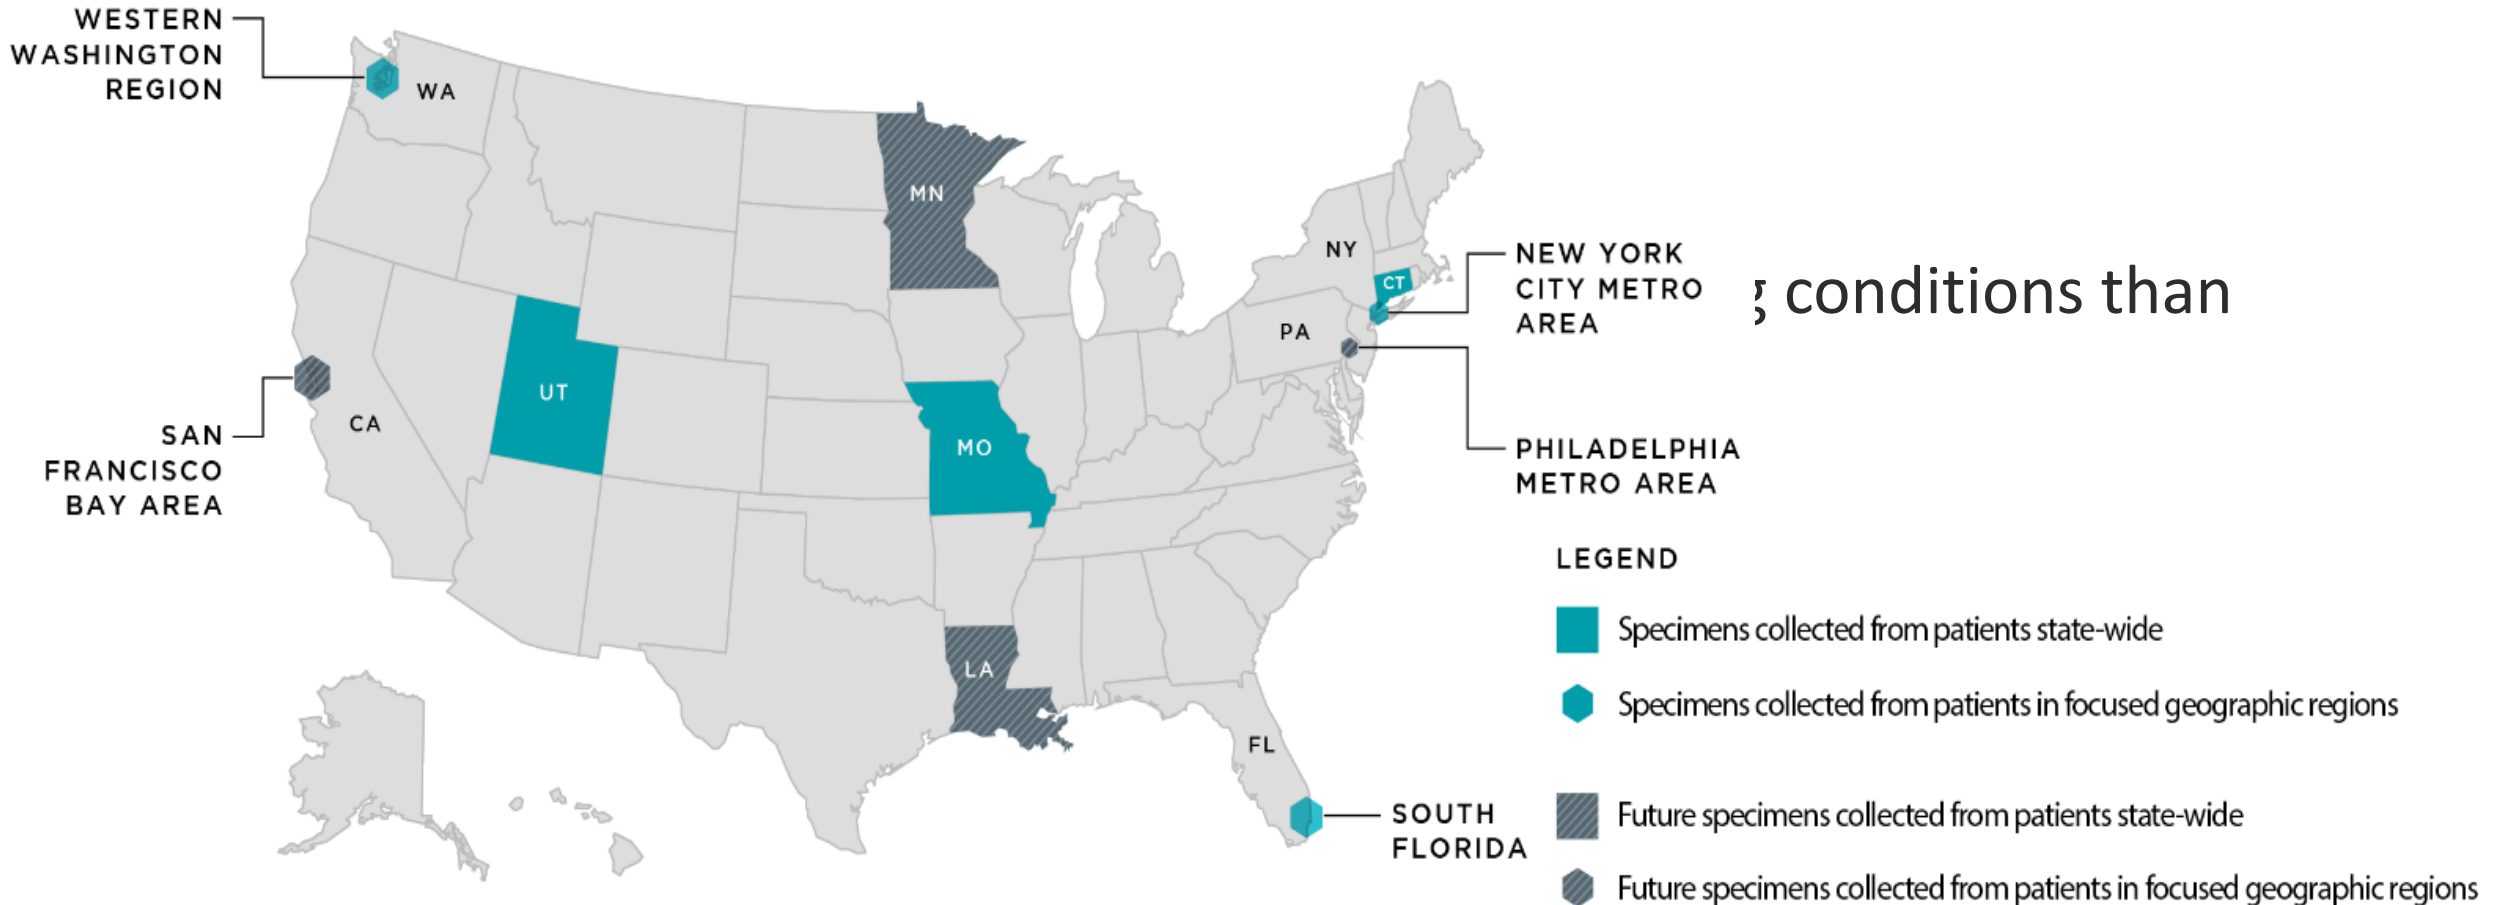 WESTERN
WASHINGTON
REGION
WA
MN
NY
CT
NEW YORK
CITY METRO
AREA
conditions than
PA
UT
CA
MO
SAN
FRANCISCO
BAY AREA
PHILADELPHIA
METRO AREA
LA
FL
SOUTH
FLORIDA
LEGEND
Specimens collected from patients state-wide
Specimens collected from patients in focused geographic regions
Future specimens collected from patients state-wide
Future specimens collected from patients in focused geographic regions